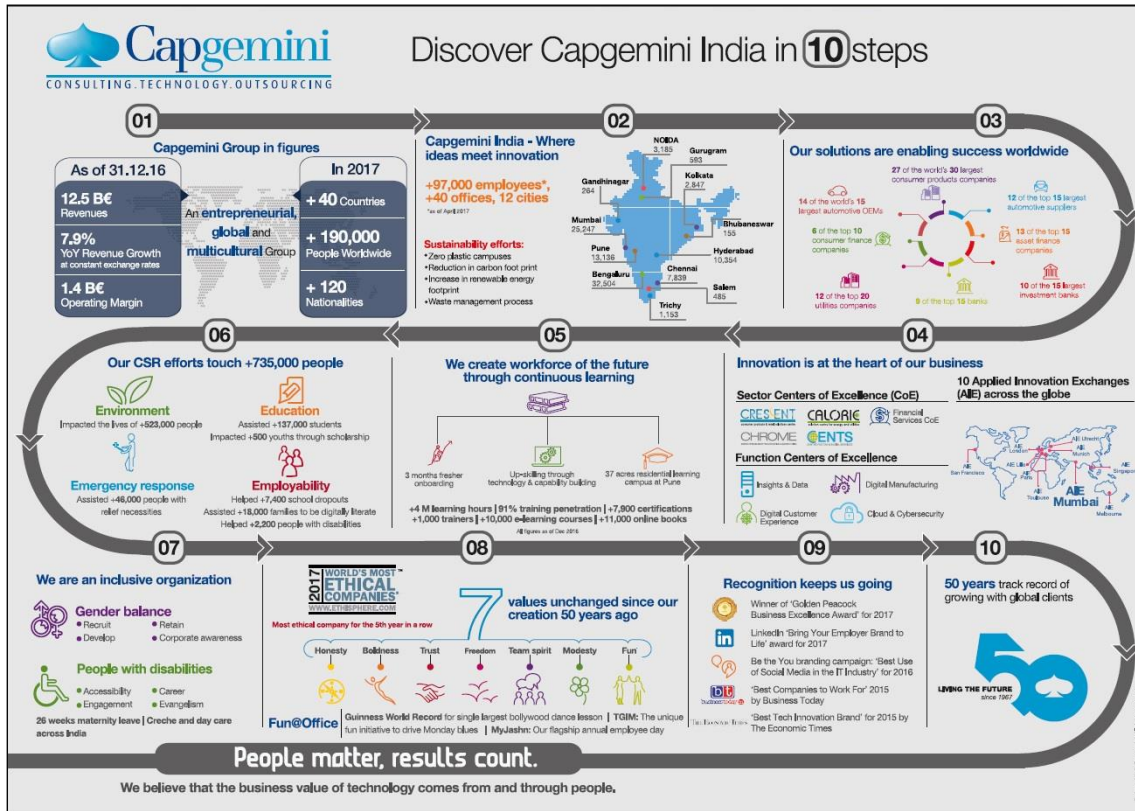 Capgemini
CONSULTING.TECHNOLOGY.OUTSOURCING
Discover Capgemini India in 10 steps
01
Capgemini Group in figures
As of 31.12.16
12.5 B€
Revenues
7.9%
YoY Revenue Growth
at constant exchange rates
1.4 B€
Operating Margin
An entrepreneurial,
global and
multicultural Group
In 2017
+ 40 Countries
+ 190,000
People Worldwide
+ 120
Nationalities
02
Capgemini India - Where
ideas meet innovation
+97,000 employees*,
+40 offices, 12 cities
*as of April 2017
Sustainability efforts:
•Zero plastic campuses
•Reduction in carbon foot print
•Increase in renewable energy
footprint
•Waste management process
NOIDA
3,185
Gurugram
593
Gandhinagar
264
Kolkata
2,847
Mumbai
25,247
Bhubaneswar
155
Pune
13,136
Hyderabad
10,354
Bengaluru
32,504
Chennai
7,839
Salem
485
Trichy
1,153
03
Our solutions are enabling success worldwide
27 of the world's 30 largest
consumer products companies
14 of the world's 15
largest automotive OEMs
12 of the top 15 largest
automotive suppliers
6 of the top 10
consumer finance
companies
13 of the top 15
asset finance
companies
12 of the top 20
utilities companies
9 of the top 15 banks
10 of the 15 largest
investment banks
04
Innovation is at the heart of our business
Sector Centers of Excellence (CoE)
CRESENT
CALORIE
Financial
Services CoE
CHROME
CENTS
Function Centers of Excellence
Insights & Data
Digital Manufacturing
Digital Customer
Experience
Cloud & Cybersecurity
10 Applied Innovation Exchanges
(AIE) across the globe
AIE
San Francisco
AIE
London
AIE Utrecht
AIE
Munich
AIE Lille
AIE
Paris
AIE
Toulouse
AIE
Singapore
AIE
Mumbai
AIE
Melbourne
05
We create workforce of the future
through continuous learning
3 months fresher
onboarding
Up-skilling through
technology & capability building
37 acres residential learning
campus at Pune
+4 M learning hours | 91% training penetration | +7,900 certifications
+1,000 trainers | +10,000 e-learning courses | +11,000 online books
All figures as of Dec 2016
06
Our CSR efforts touch +735,000 people
Environment
Impacted the lives of +523,000 people
Education
Assisted +137,000 students
Impacted +500 youths through scholarship
Emergency response
Assisted +46,000 people with
relief necessities
Employability
Helped +7,400 school dropouts
Assisted +18,000 families to be digitally literate
Helped +2,200 people with disabilities
07
We are an inclusive organization
Gender balance
• Recruit
• Retain
• Develop
• Corporate awareness
People with disabilities
• Accessibility
• Career
• Engagement
• Evangelism
26 weeks maternity leave | Creche and day care
across India
08
2017 WORLD'S MOST
ETHICAL
COMPANIES
WWW.ETHISPHERE.COM
Most ethical company for the 5th year in a row
7 values unchanged since our
creation 50 years ago
Honesty
Boldness
Trust
Freedom
Team spirit
Modesty
Fun
Fun@Office
Guinness World Record for single largest bollywood dance lesson | TGIM: The unique
fun initiative to drive Monday blues | MyJashn: Our flagship annual employee day
09
Recognition keeps us going
Winner of 'Golden Peacock
Business Excellence Award' for 2017
in
LinkedIn 'Bring Your Employer Brand to
Life' award for 2017
Be the You branding campaign: 'Best Use
of Social Media in the IT Industry' for 2016
bt
'Best Companies to Work For' 2015
by Business Today
THE ECONOMIC TIMES
'Best Tech Innovation Brand' for 2015 by
The Economic Times
10
50 years track record of
growing with global clients
50
LIVING THE FUTURE
since 1967
People matter, results count.
We believe that the business value of technology comes from and through people.